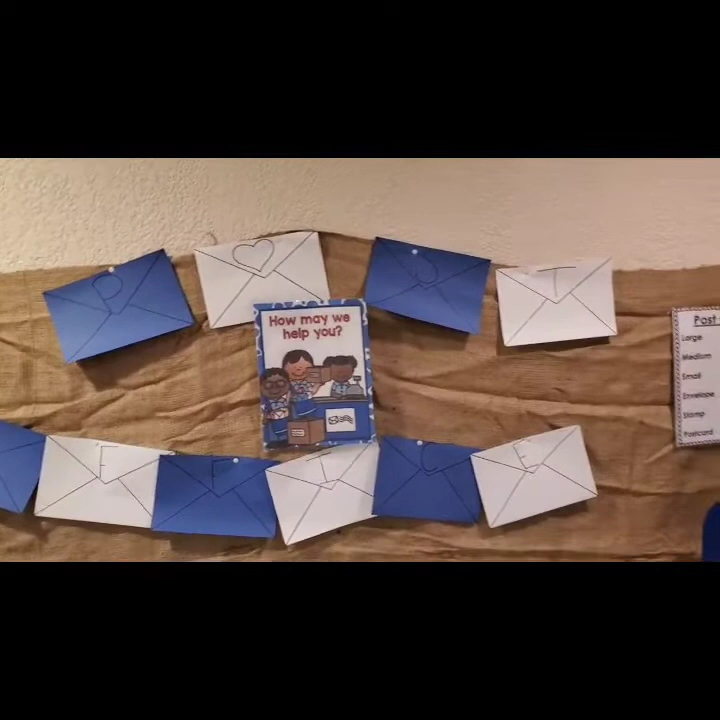 P ♡ S T
How may we
help you?
F F I C E
Post
Large
Medium
Small
Envelope
Stamp
Postcard